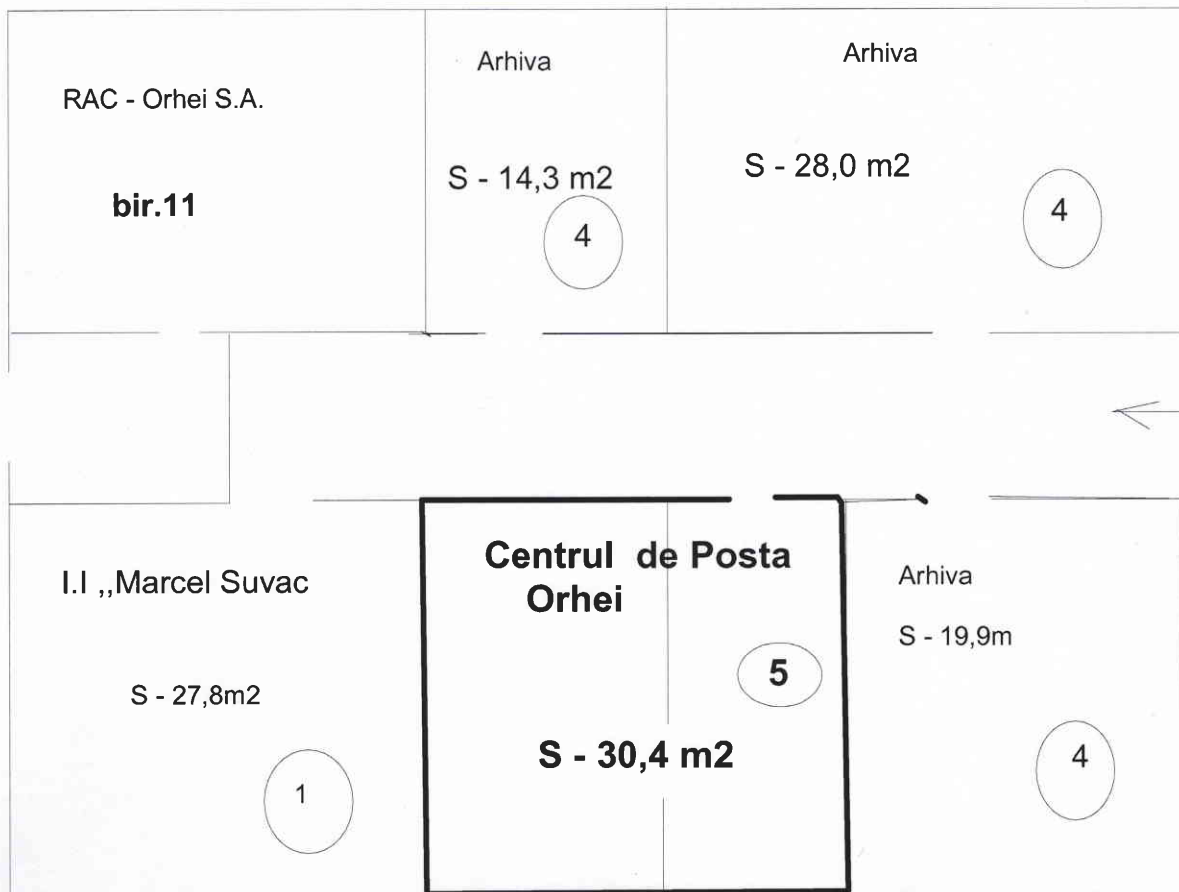 RAC - Orhei S.A.
bir.11
Arhiva
S - 14,3 m2
4
Arhiva
S - 28,0 m2
4
I.I ,,Marcel Suvac
S - 27,8m2
1
Centrul de Posta
Orhei
5
S - 30,4 m2
Arhiva
S - 19,9m
4